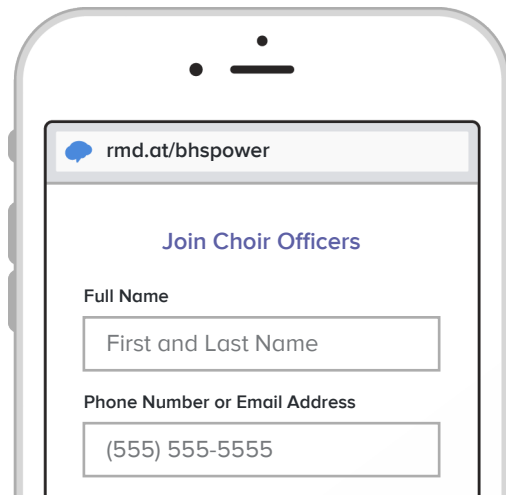 rmd.at/bhspower
Join Choir Officers
Full Name
First and Last Name
Phone Number or Email Address
(555) 555-5555